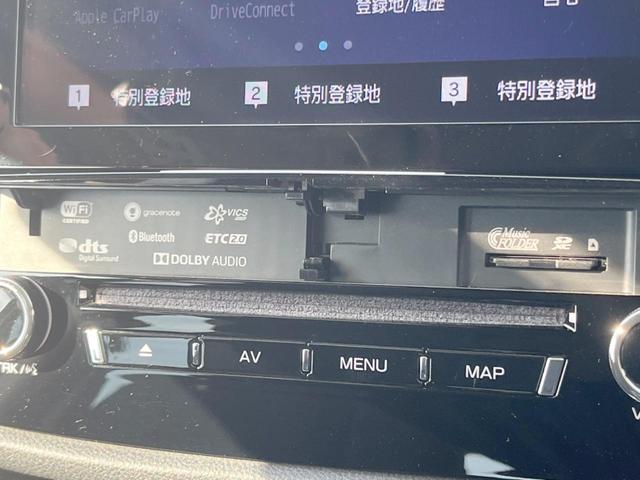 Apple CarPlay
DriveConnect
登録地/履歴
1 特別登録地
2 特別登録地
3 特別登録地
Wi Fi
CERTIFIED
gracenote
VICS
dts
Digital Surround
Bluetooth
ETC2.0
DOLBY AUDIO
Music
FOLDER
SD
AV
MENU
MAP
V